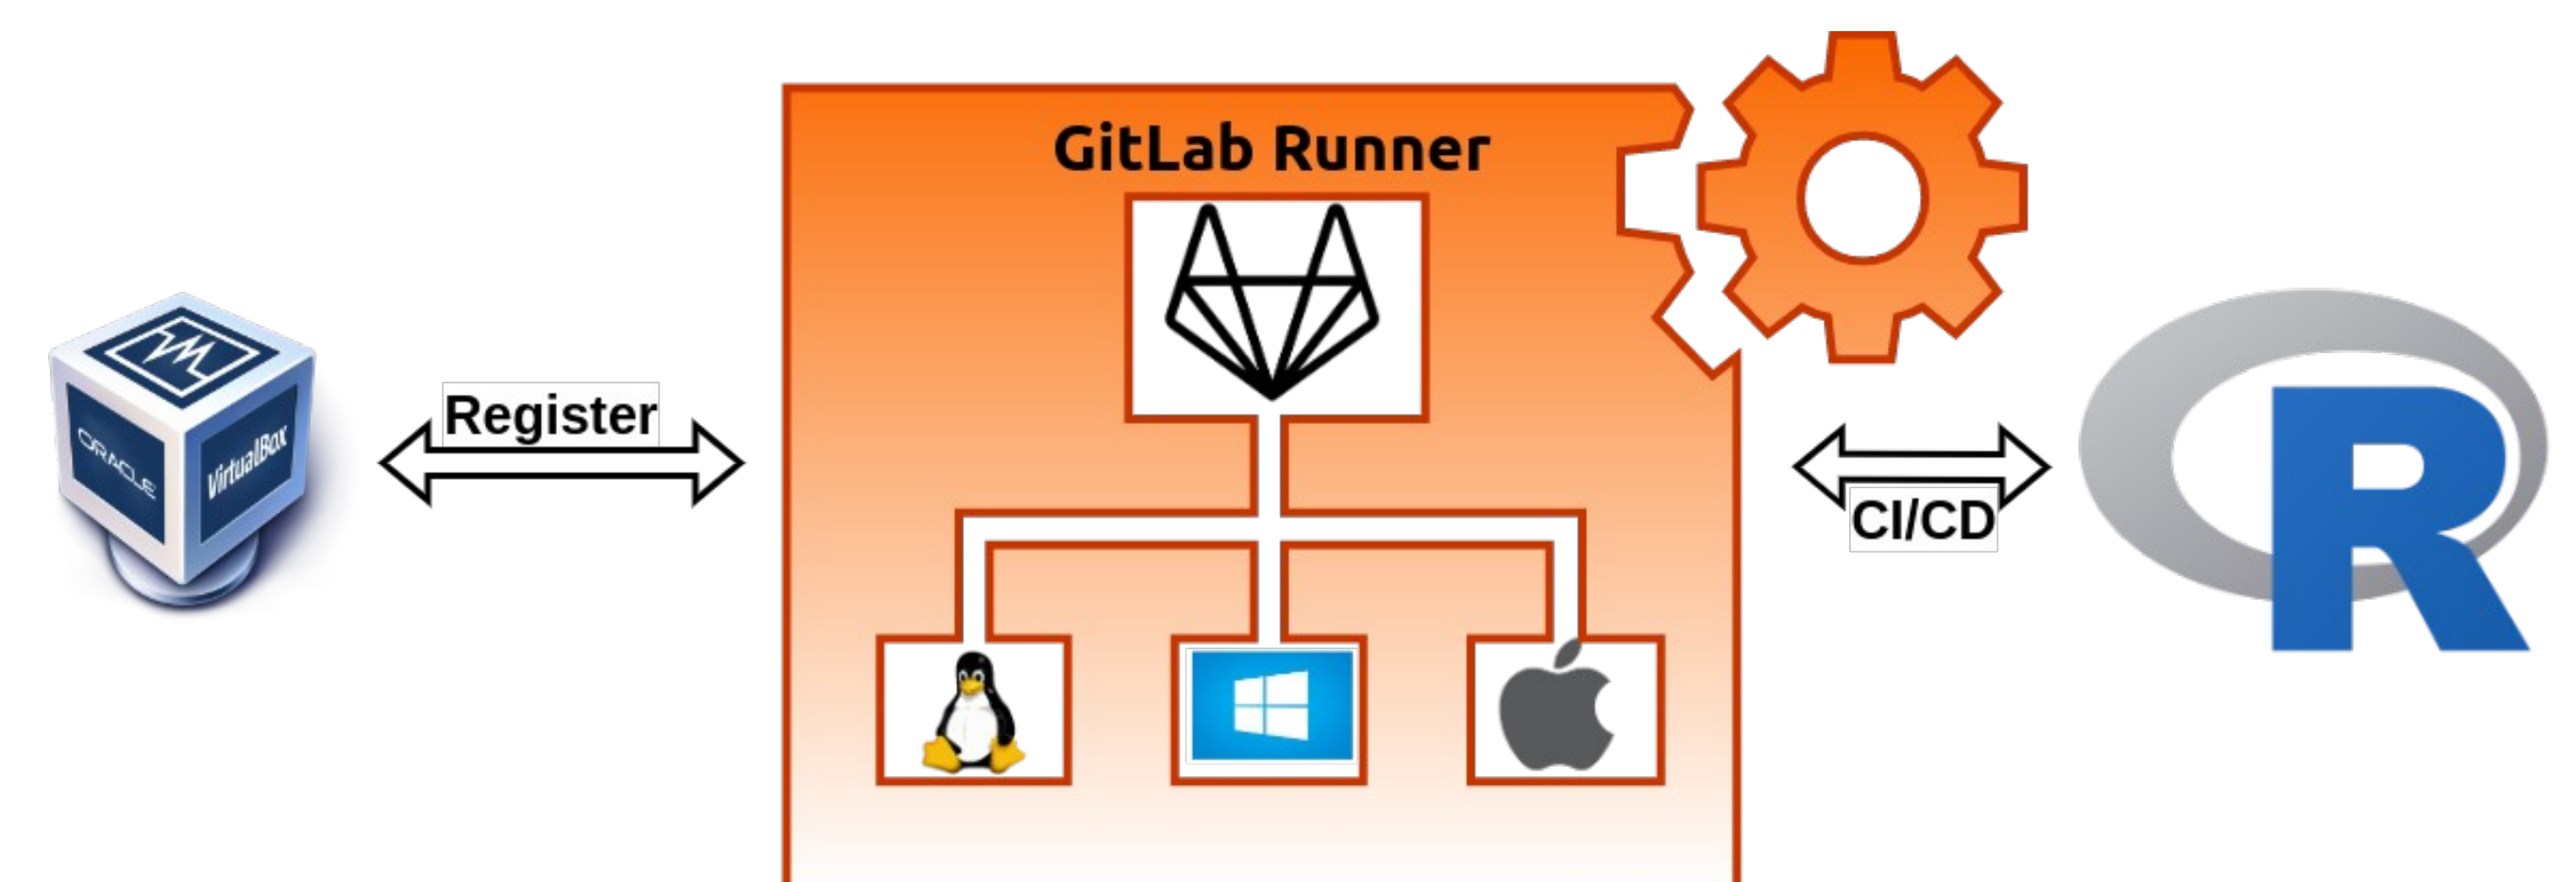 GitLab Runner
Register
ORACLE
VirtualBox
CI/CD
R